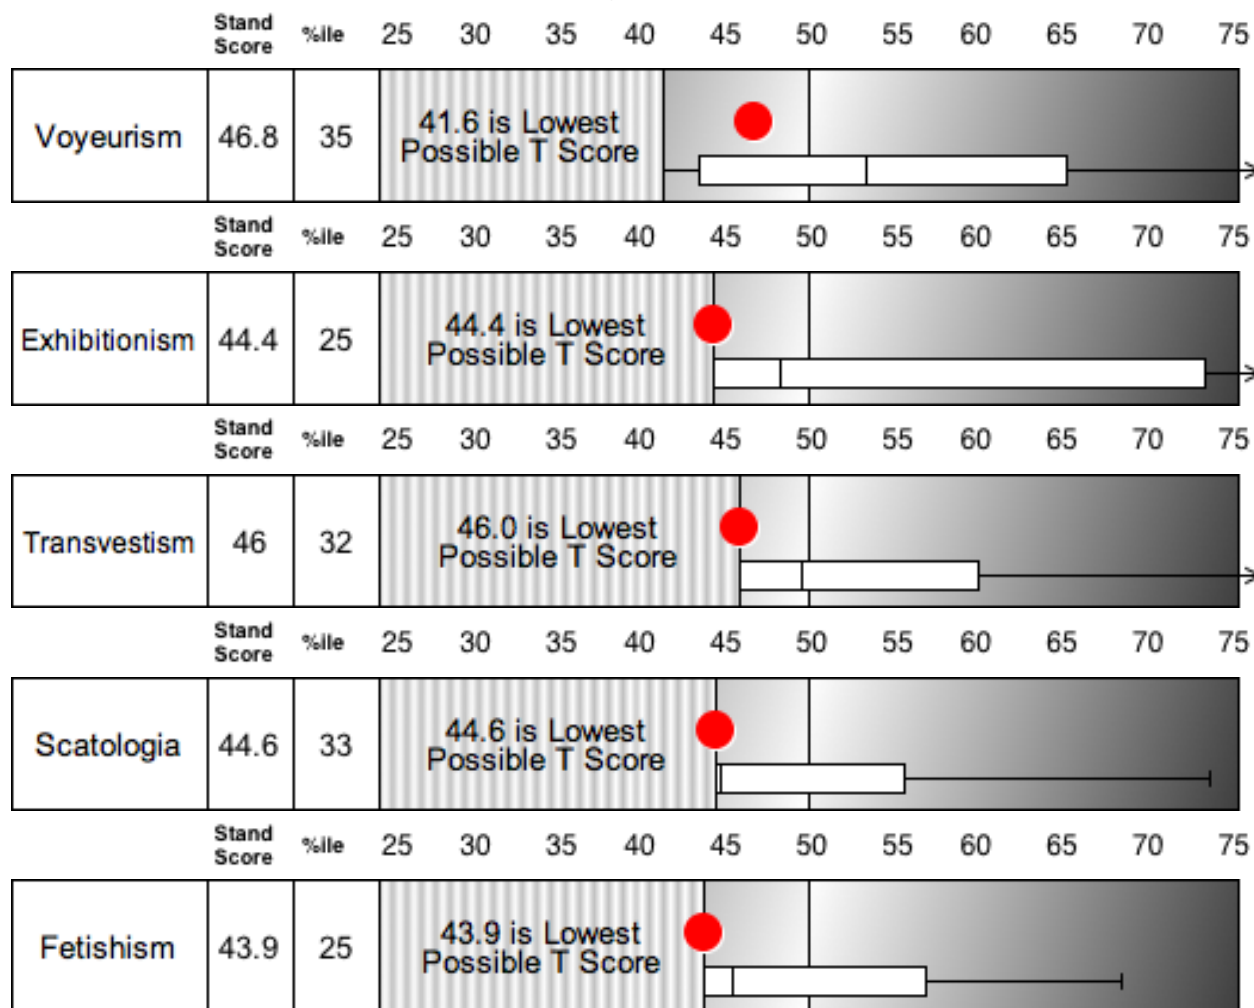 Stand Score %ile 25 30 35 40 45 50 55 60 65 70 75
Voyeurism 46.8 35 41.6 is Lowest
Possible T Score
Stand Score %ile 25 30 35 40 45 50 55 60 65 70 75
Exhibitionism 44.4 25 44.4 is Lowest
Possible T Score
Stand Score %ile 25 30 35 40 45 50 55 60 65 70 75
Transvestism 46 32 46.0 is Lowest
Possible T Score
Stand Score %ile 25 30 35 40 45 50 55 60 65 70 75
Scatologia 44.6 33 44.6 is Lowest
Possible T Score
Stand Score %ile 25 30 35 40 45 50 55 60 65 70 75
Fetishism 43.9 25 43.9 is Lowest
Possible T Score